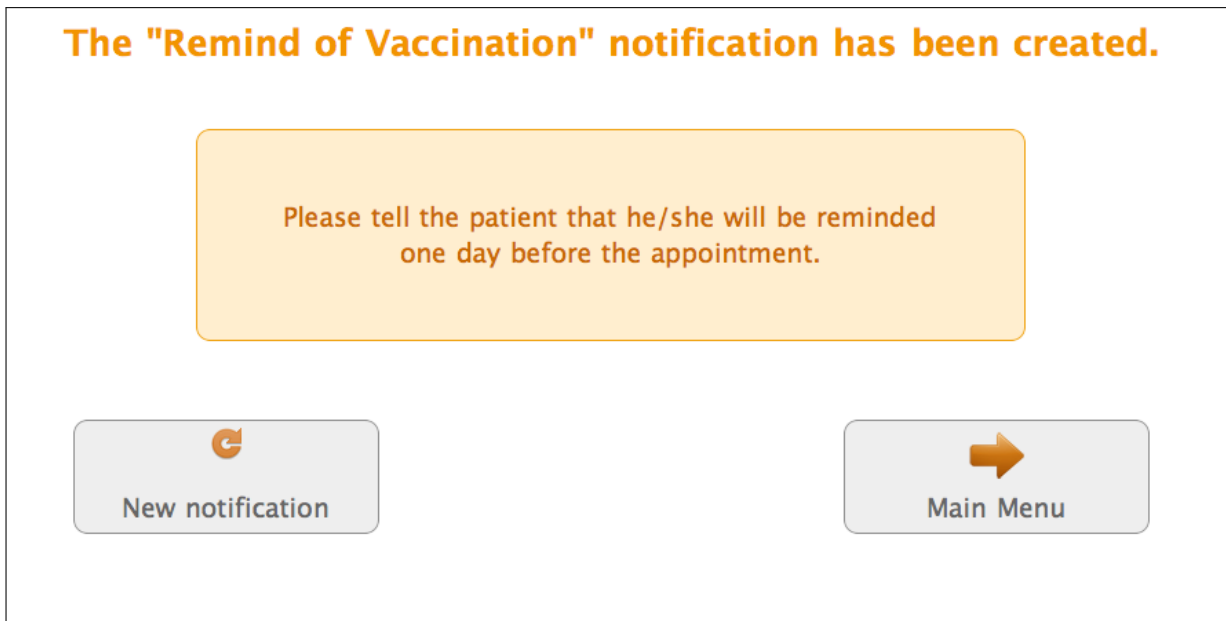 The "Remind of Vaccination" notification has been created.
Please tell the patient that he/she will be reminded
one day before the appointment.
New notification
Main Menu